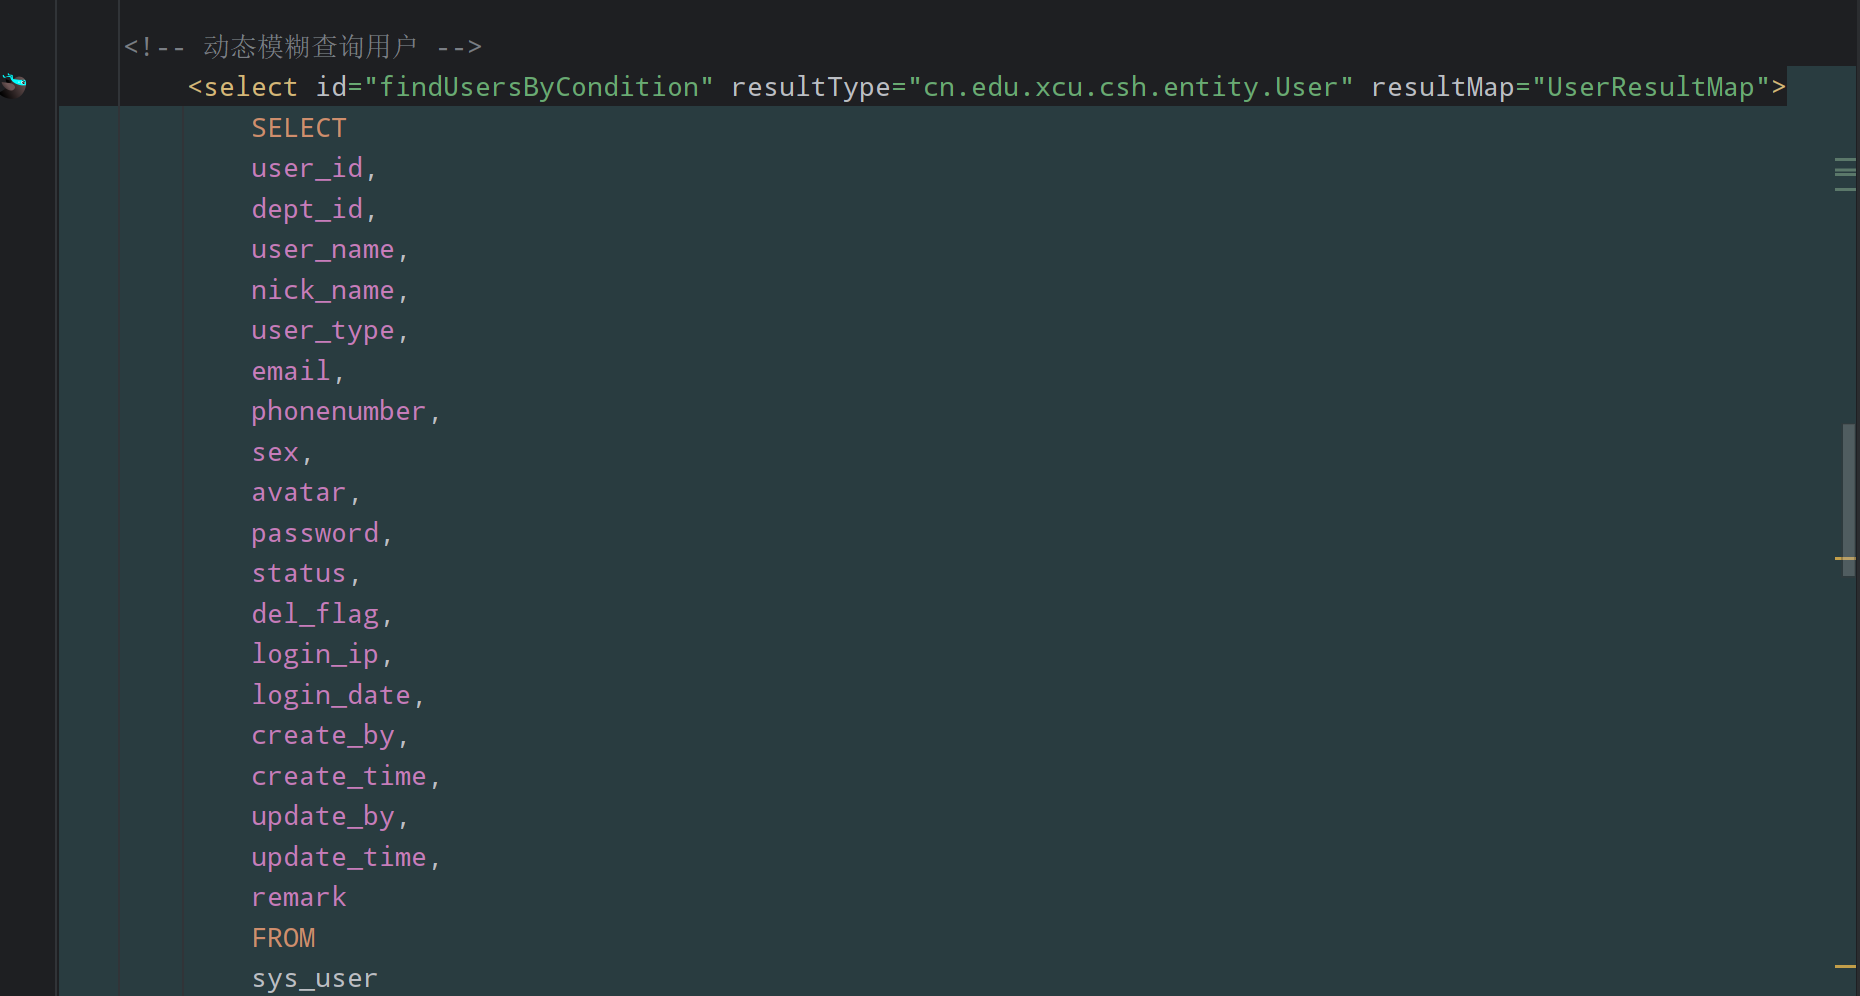 <!-- 动态模糊查询用户 -->
<select id="findUsersByCondition" resultType="cn.edu.xcu.csh.entity.User" resultMap="UserResultMap">
SELECT
user_id,
dept_id,
user_name,
nick_name,
user_type,
email,
phonenumber,
sex,
avatar,
password,
status,
del_flag,
login_ip,
login_date,
create_by,
create_time,
update_by,
update_time,
remark
FROM
sys_user